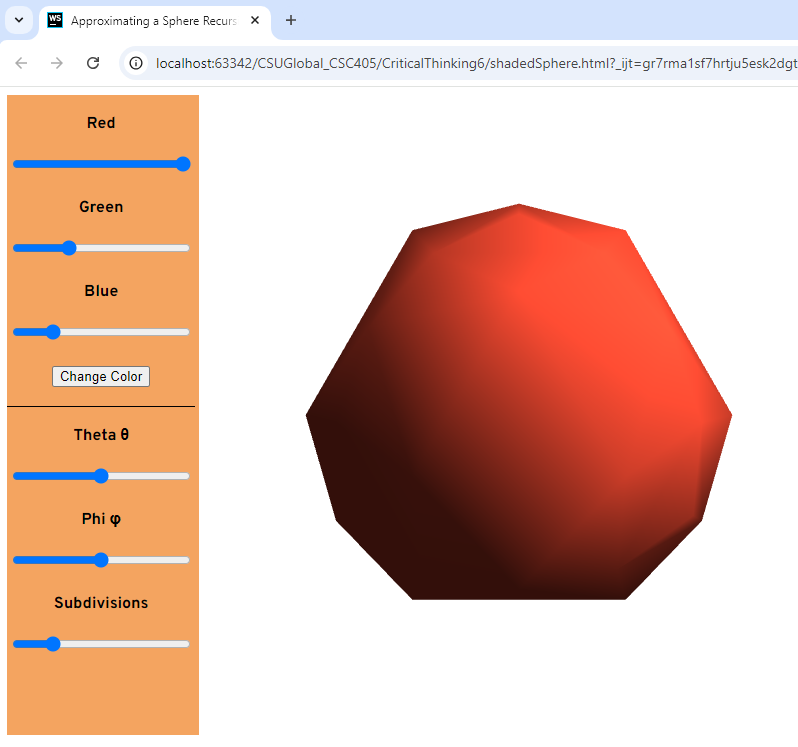 WS
Approximating a Sphere Recurs
localhost:63342/CSUGlobal_CSC405/CriticalThinking6/shadedSphere.html?_ijt=gr7rma1sf7hrtju5esk2dgt
Red
Green
Blue
Change Color
Theta θ
Phi φ
Subdivisions